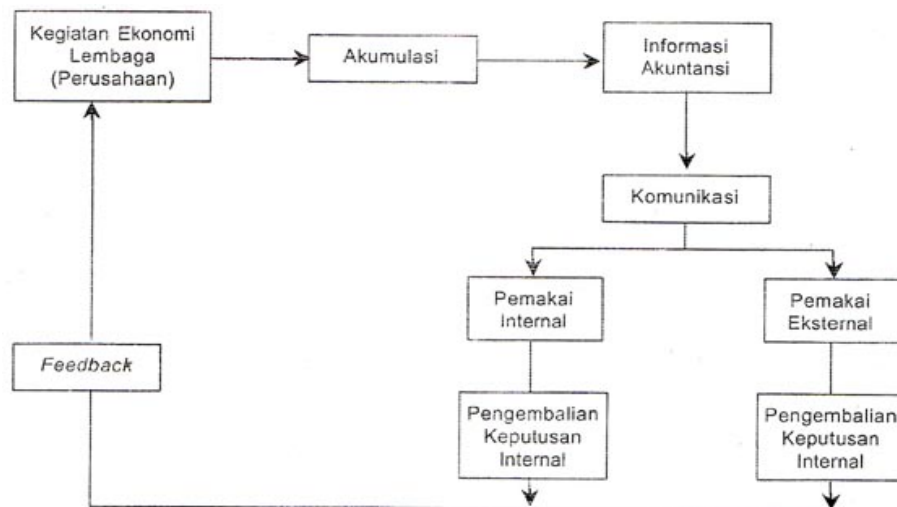 Kegiatan Ekonomi
Lembaga
(Perusahaan)
Akumulasi
Informasi
Akuntansi
Komunikasi
Pemakai
Internal
Pemakai
Eksternal
Feedback
Pengembalian
Keputusan
Internal
Pengembalian
Keputusan
Internal